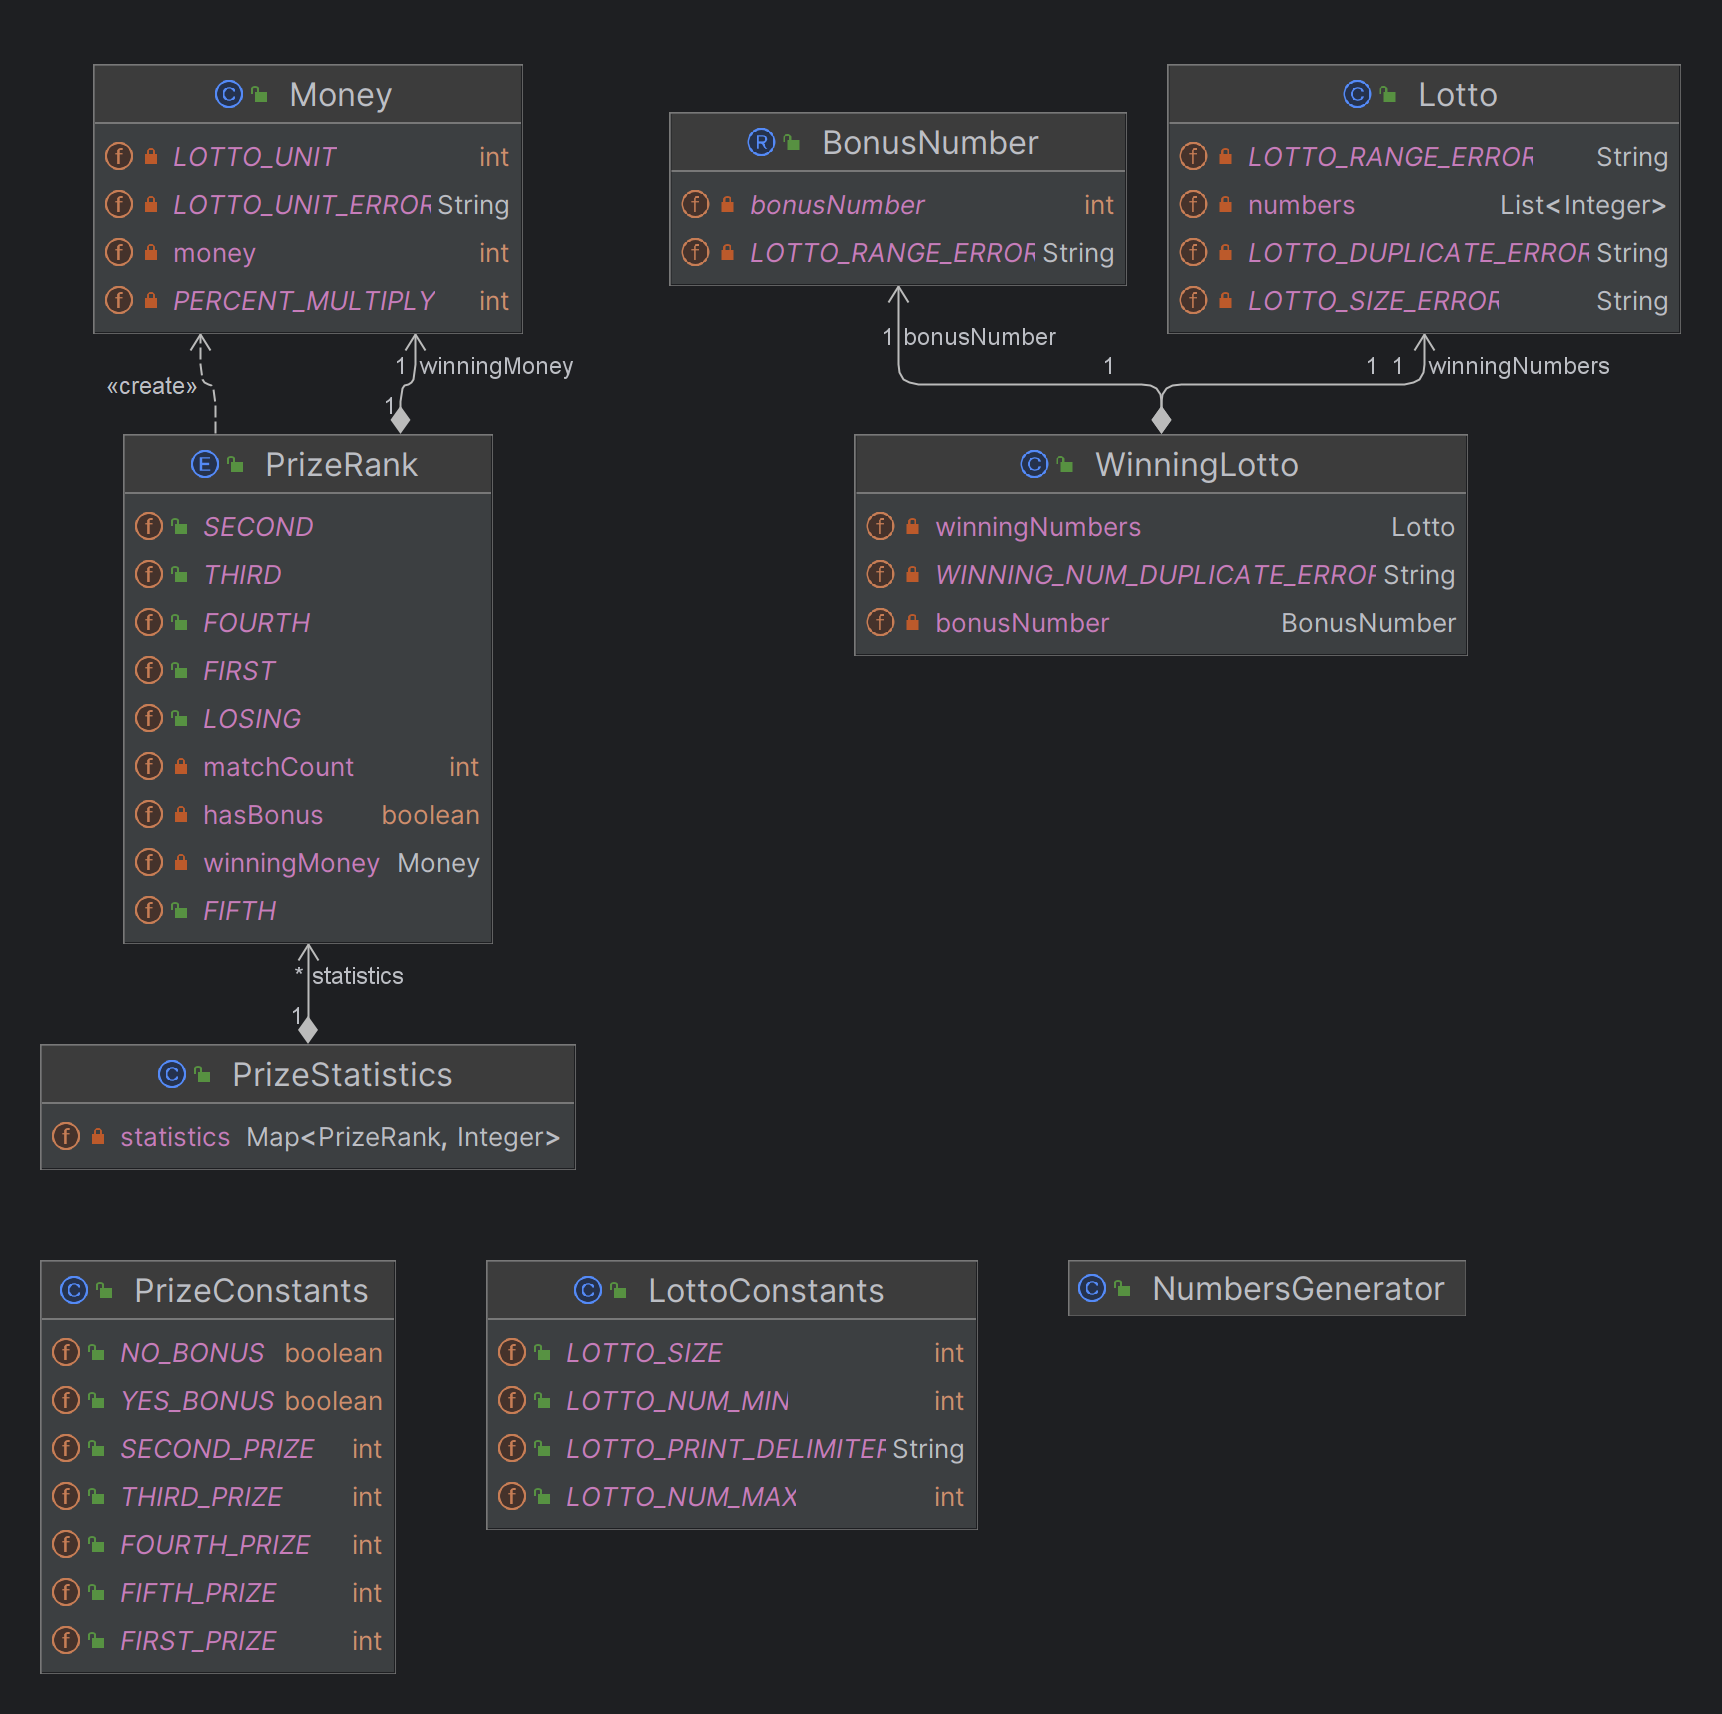 Money
LOTTO_UNIT int
LOTTO_UNIT_ERROR String
money int
PERCENT_MULTIPLY int
BonusNumber
bonusNumber int
LOTTO_RANGE_ERROR String
Lotto
LOTTO_RANGE_ERROR String
numbers List<Integer>
LOTTO_DUPLICATE_ERROR String
LOTTO_SIZE_ERROR String
«create»
1 winningMoney
1
1 bonusNumber
1
1 1 winningNumbers
PrizeRank
SECOND
THIRD
FOURTH
FIRST
LOSING
matchCount int
hasBonus boolean
winningMoney Money
FIFTH
WinningLotto
winningNumbers Lotto
WINNING_NUM_DUPLICATE_ERROR String
bonusNumber BonusNumber
* statistics
1
PrizeStatistics
statistics Map<PrizeRank, Integer>
PrizeConstants
NO_BONUS boolean
YES_BONUS boolean
SECOND_PRIZE int
THIRD_PRIZE int
FOURTH_PRIZE int
FIFTH_PRIZE int
FIRST_PRIZE int
LottoConstants
LOTTO_SIZE int
LOTTO_NUM_MIN int
LOTTO_PRINT_DELIMITER String
LOTTO_NUM_MAX int
NumbersGenerator